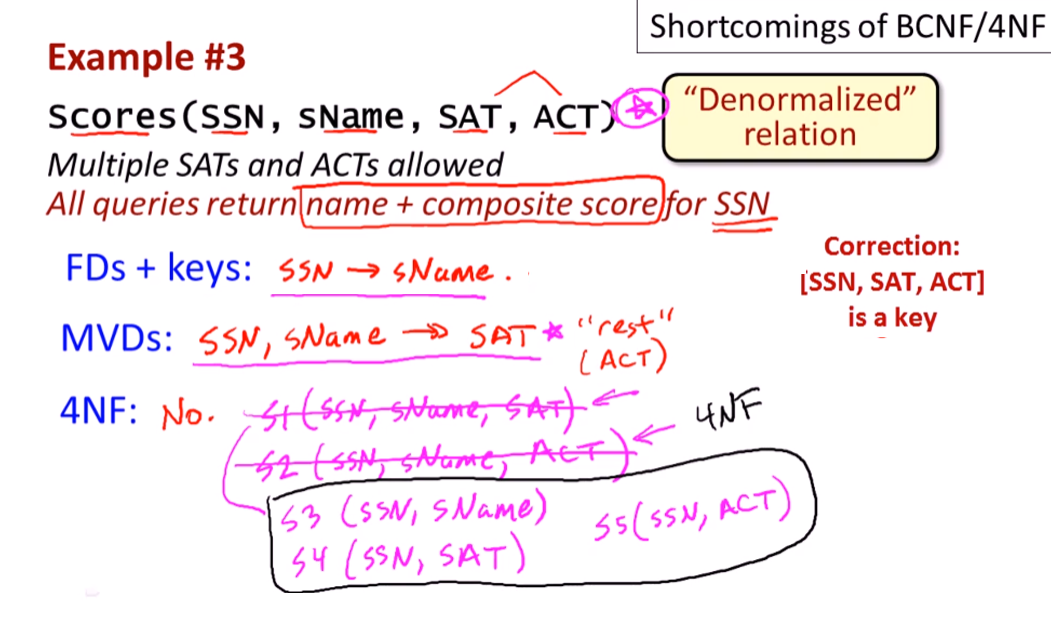 Shortcomings of BCNF/4NF
Example #3
Scores(SSN, sName, SAT, ACT)
“Denormalized”
relation
Multiple SATs and ACTs allowed
All queries return name + composite score for SSN
Correction:
[SSN, SAT, ACT]
is a key
FDs + keys: SSN → sName.
MVDs: SSN, sName ↠ SAT ★ "rest"
(ACT)
4NF: No. S1(SSN, sName, SAT) ←
S2 (SSN, sName, ACT) ← 4NF
S3 (SSN, sName) S5(SSN, ACT)
S4 (SSN, SAT)